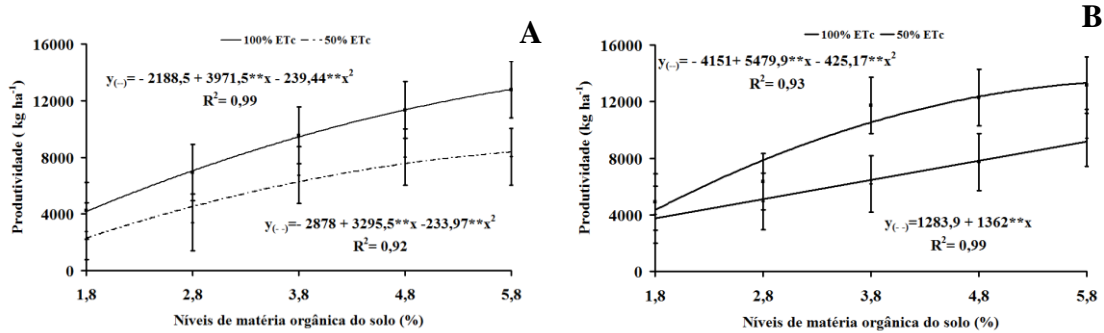 A
100% ETc 50% ETc
Produtividade ( kg ha⁻¹)
16000
12000
8000
4000
0
y(–)= - 2188,5 + 3971,5**x - 239,44**x²
R²= 0,99
y(- -)= - 2878 + 3295,5**x -233,97**x²
R²= 0,92
1,8 2,8 3,8 4,8 5,8
Níveis de matéria orgânica do solo (%)
B
100% ETc 50% ETc
Produtividade (kg ha⁻¹)
16000
12000
8000
4000
0
y(–)= - 4151+ 5479,9**x - 425,17**x²
R²= 0,93
y(- -)=1283,9 + 1362**x
R²= 0,99
1,8 2,8 3,8 4,8 5,8
Níveis de matéria orgânica do solo (%)